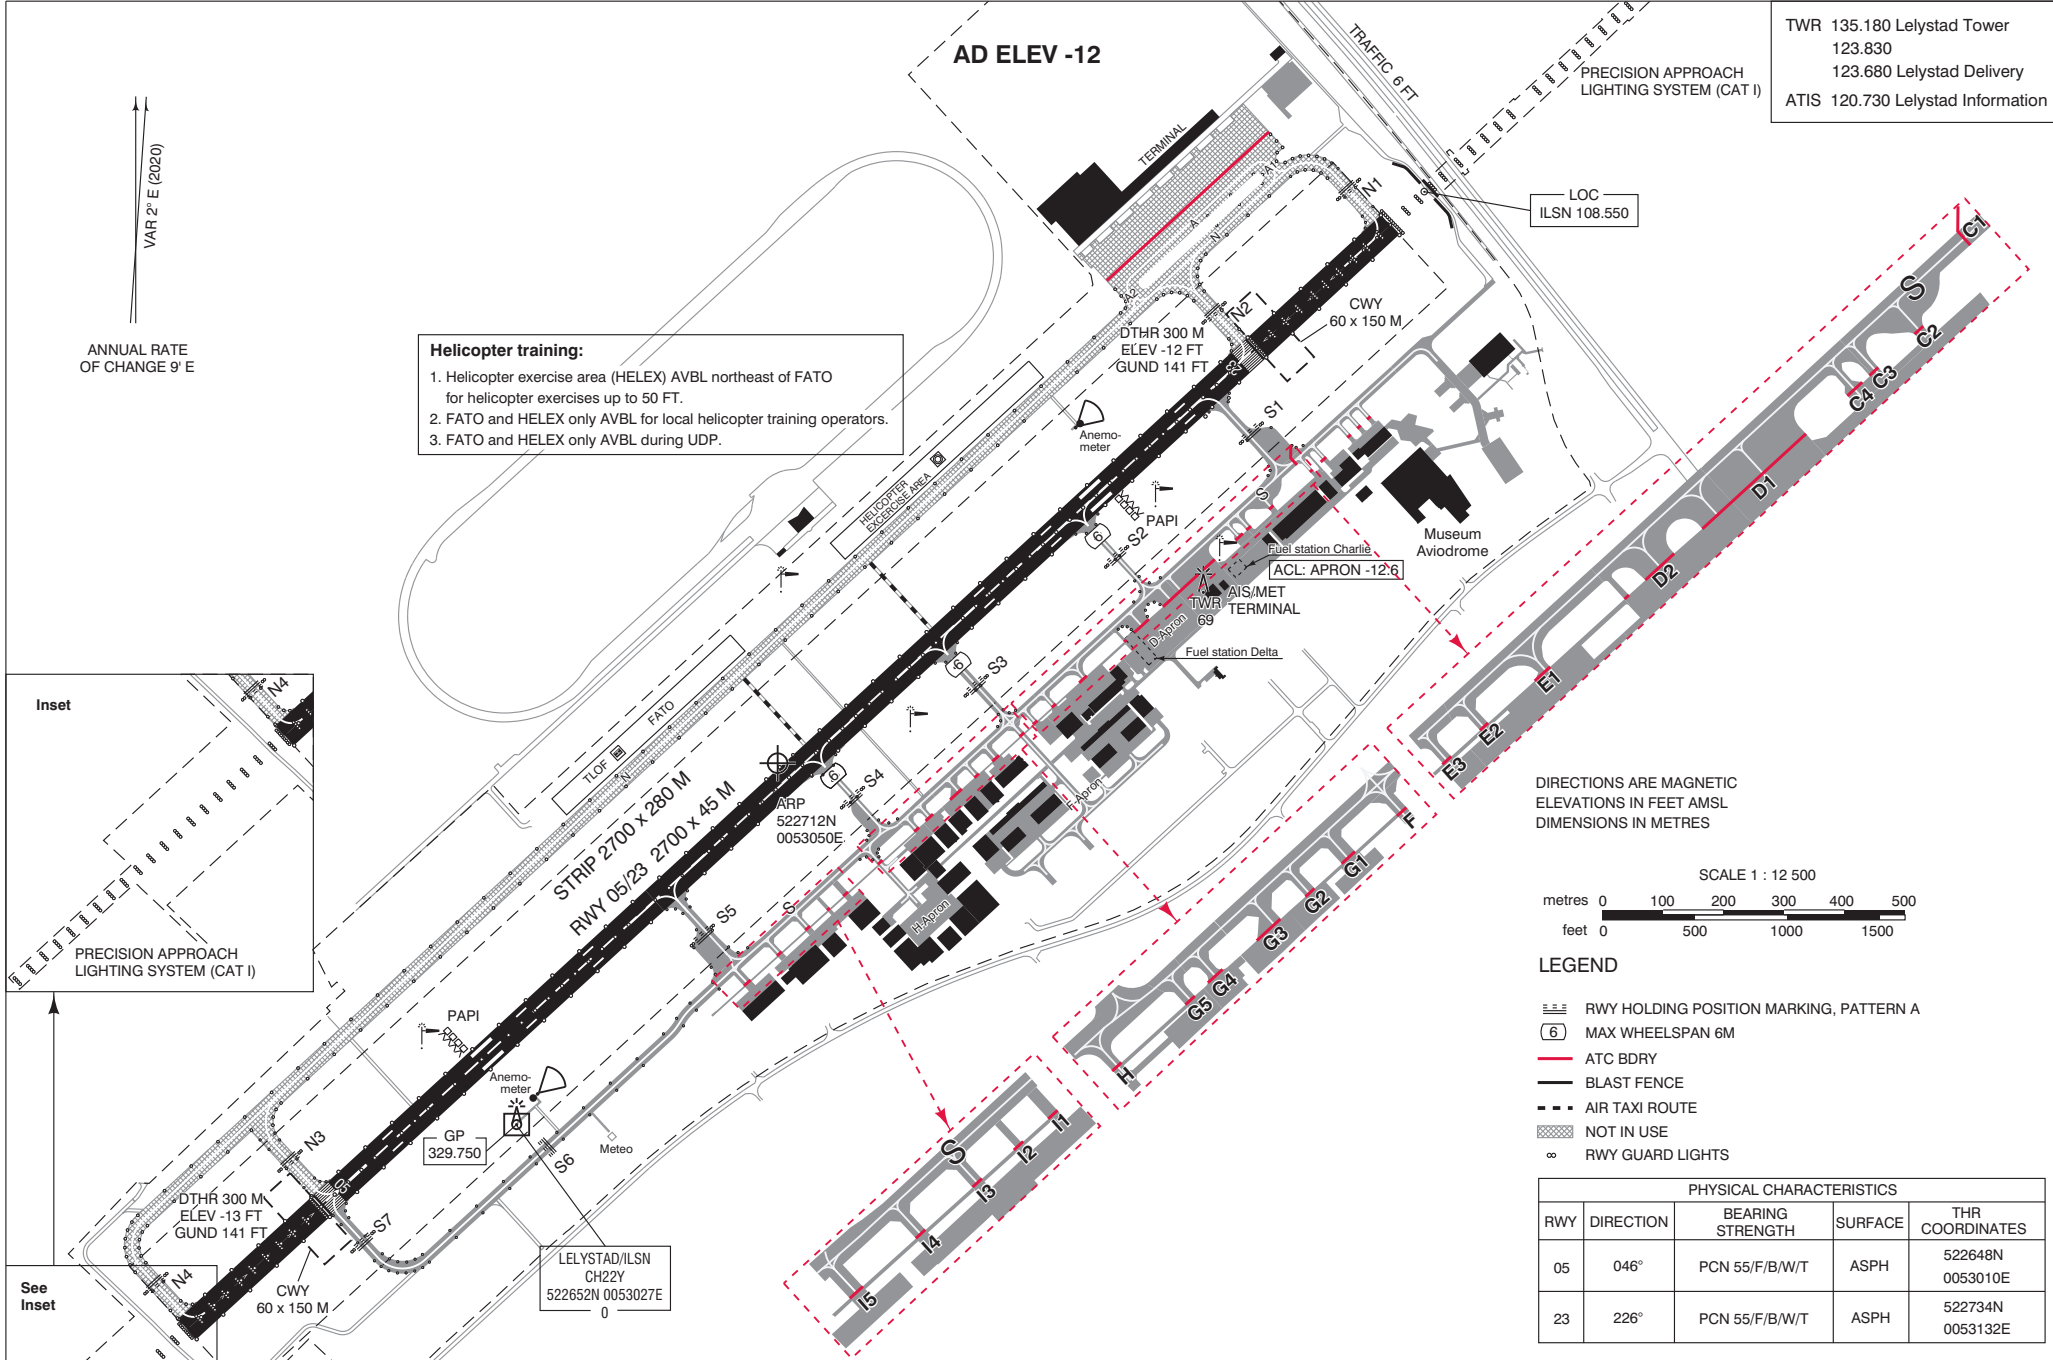 AD ELEV -12
TRAFFIC 6 FT
PRECISION APPROACH
LIGHTING SYSTEM (CAT I)
TWR 135.180 Lelystad Tower
123.830
123.680 Lelystad Delivery
ATIS 120.730 Lelystad Information
VAR 2° E (2020)
ANNUAL RATE
OF CHANGE 9' E
TERMINAL
A1
A
N
A2
N1
N2
LOC
ILSN 108.550
CWY
60 x 150 M
DTHR 300 M
ELEV -12 FT
GUND 141 FT
23
Helicopter training:
1. Helicopter exercise area (HELEX) AVBL northeast of FATO
for helicopter exercises up to 50 FT.
2. FATO and HELEX only AVBL for local helicopter training operators.
3. FATO and HELEX only AVBL during UDP.
Anemo-
meter
S1
HELICOPTER
EXCERCISE AREA
PAPI
6
S2
S
Museum
Aviodrome
Fuel station Charlie
ACL: APRON -12.6
AIS/MET
TERMINAL
TWR
69
D-Apron
Fuel station Delta
6
S3
FATO
TLOF
N
F-Apron
6
S4
ARP
522712N
0053050E
STRIP 2700 x 280 M
RWY 05/23 2700 x 45 M
H-Apron
S
S5
C1
S
C2
C3
C4
D1
D2
E1
E2
E3
F
G1
G2
G3
G4
G5
H
S
I1
I2
I3
I4
I5
Inset
N4
PRECISION APPROACH
LIGHTING SYSTEM (CAT I)
PAPI
Anemo-
meter
GP
329.750
Meteo
S6
N3
05
DTHR 300 M
ELEV -13 FT
GUND 141 FT
S7
N4
CWY
60 x 150 M
See
Inset
LELYSTAD/ILSN
CH22Y
522652N 0053027E
0
DIRECTIONS ARE MAGNETIC
ELEVATIONS IN FEET AMSL
DIMENSIONS IN METRES
SCALE 1 : 12 500
metres 0 100 200 300 400 500
feet 0 500 1000 1500
LEGEND
RWY HOLDING POSITION MARKING, PATTERN A
6 MAX WHEELSPAN 6M
ATC BDRY
BLAST FENCE
AIR TAXI ROUTE
NOT IN USE
RWY GUARD LIGHTS
PHYSICAL CHARACTERISTICS
RWY DIRECTION BEARING STRENGTH SURFACE THR COORDINATES
05 046° PCN 55/F/B/W/T ASPH 522648N 0053010E
23 226° PCN 55/F/B/W/T ASPH 522734N 0053132E